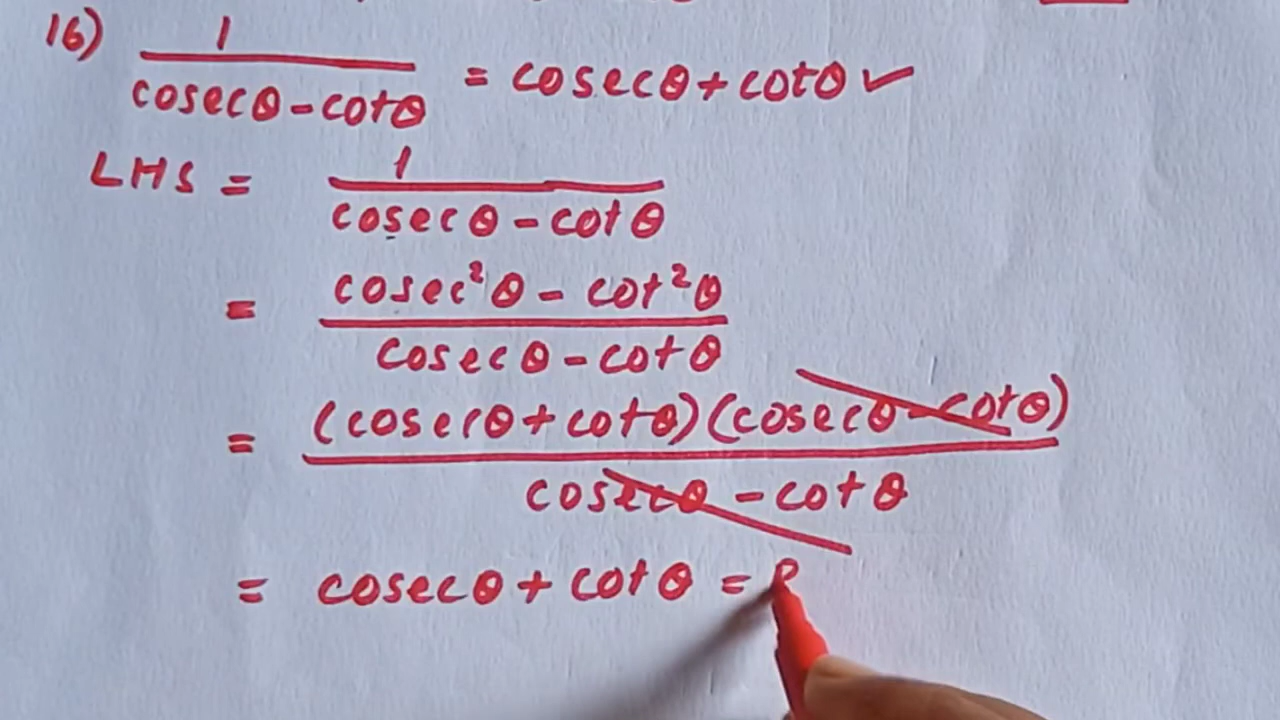 16) 1 / cosecθ - cotθ = cosecθ + cotθ ✓
LHS = 1 / cosecθ - cotθ
= cosec²θ - cot²θ / cosecθ - cotθ
= (cosecθ + cotθ)(cosecθ - cotθ) / cosecθ - cotθ
= cosecθ + cotθ =